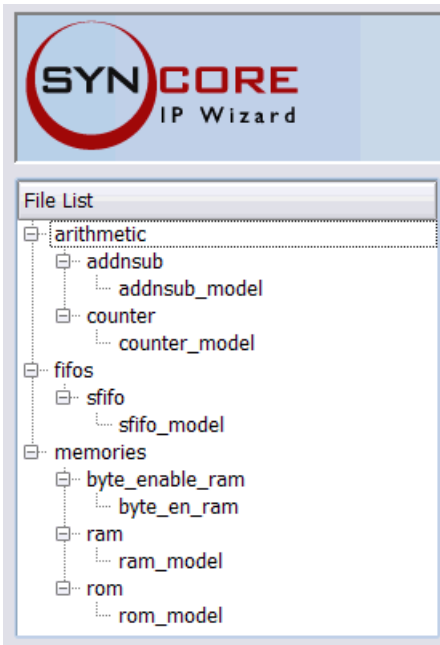 SYNCORE
IP Wizard
File List
arithmetic
addnsub
addnsub_model
counter
counter_model
fifos
sfifo
sfifo_model
memories
byte_enable_ram
byte_en_ram
ram
ram_model
rom
rom_model